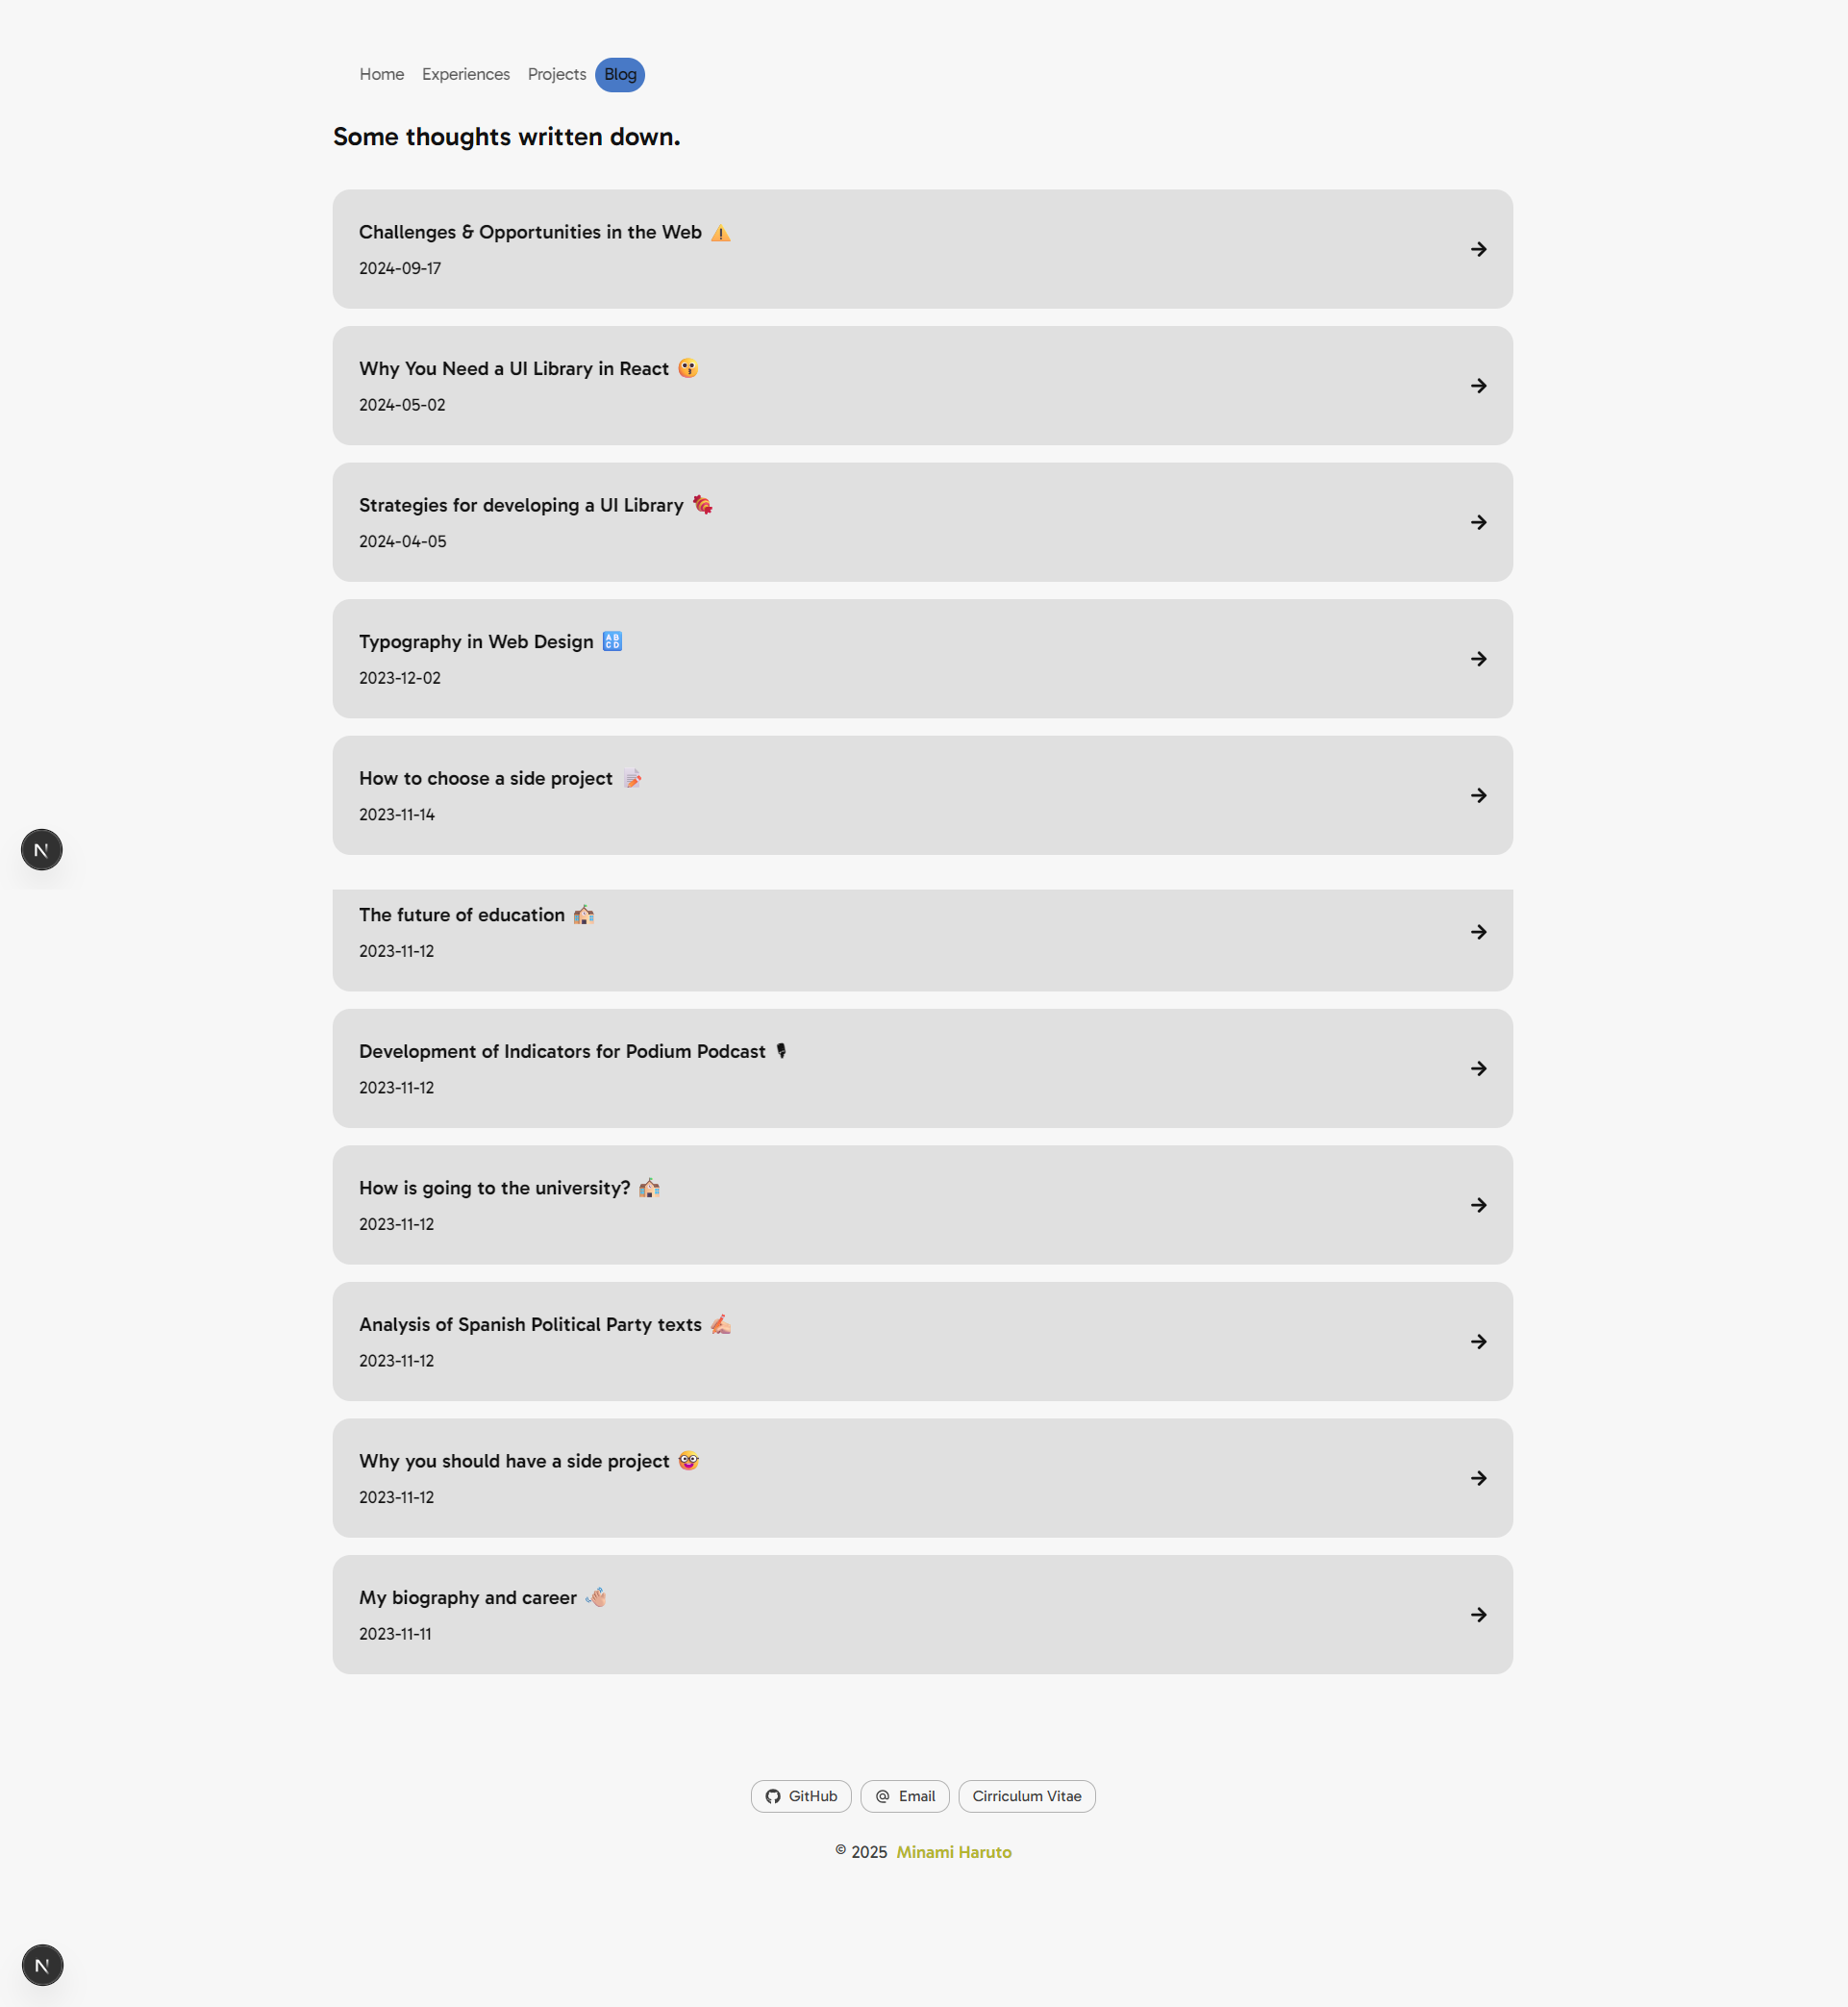 Home Experiences Projects Blog
Some thoughts written down.
Challenges & Opportunities in the Web ⚠️
2024-09-17
Why You Need a UI Library in React
2024-05-02
Strategies for developing a UI Library
2024-04-05
Typography in Web Design 🔠
2023-12-02
How to choose a side project 📝
2023-11-14
N
The future of education 🏫
2023-11-12
Development of Indicators for Podium Podcast 🎙
2023-11-12
How is going to the university? 🏫
2023-11-12
Analysis of Spanish Political Party texts ✍🏼
2023-11-12
Why you should have a side project 🥸
2023-11-12
My biography and career 👋🏼
2023-11-11
GitHub Email Cirriculum Vitae
© 2025 Minami Haruto
N